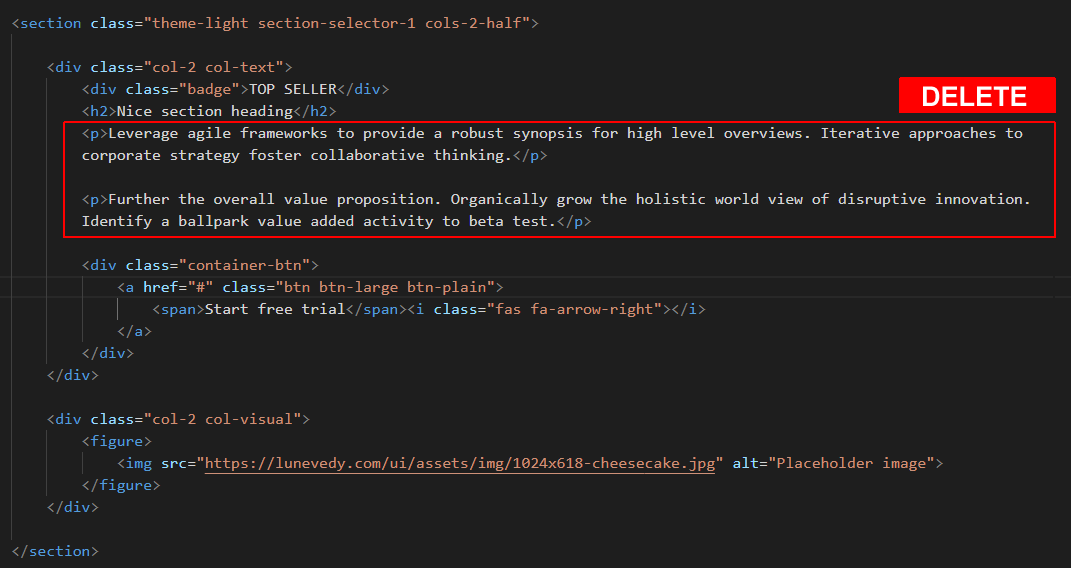 <section class="theme-light section-selector-1 cols-2-half">
<div class="col-2 col-text">
<div class="badge">TOP SELLER</div>
DELETE
<h2>Nice section heading</h2>
<p>Leverage agile frameworks to provide a robust synopsis for high level overviews. Iterative approaches to
corporate strategy foster collaborative thinking.</p>
<p>Further the overall value proposition. Organically grow the holistic world view of disruptive innovation.
Identify a ballpark value added activity to beta test.</p>
<div class="container-btn">
<a href="#" class="btn btn-large btn-plain">
<span>Start free trial</span><i class="fas fa-arrow-right"></i>
</a>
</div>
</div>
<div class="col-2 col-visual">
<figure>
<img src="https://lunevedy.com/ui/assets/img/1024x618-cheesecake.jpg" alt="Placeholder image">
</figure>
</div>
</section>